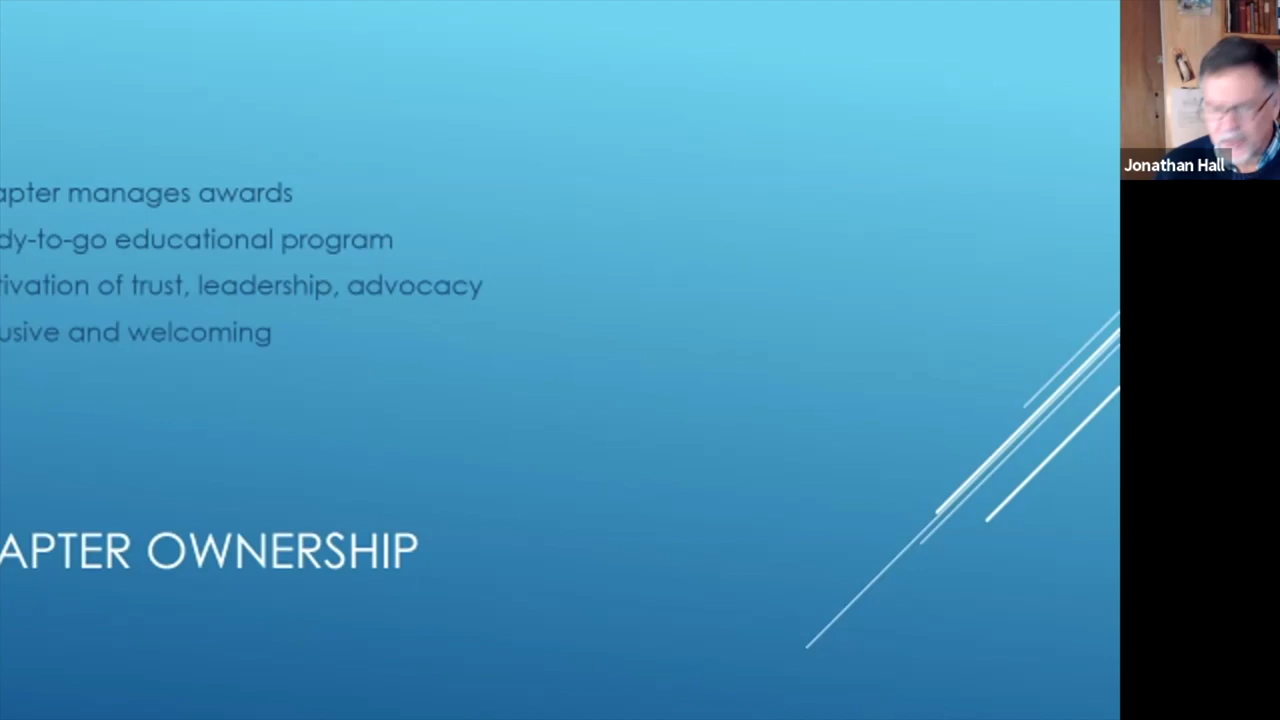 apter manages awards
dy-to-go educational program
tivation of trust, leadership, advocacy
usive and welcoming
APTER OWNERSHIP
Jonathan Hall